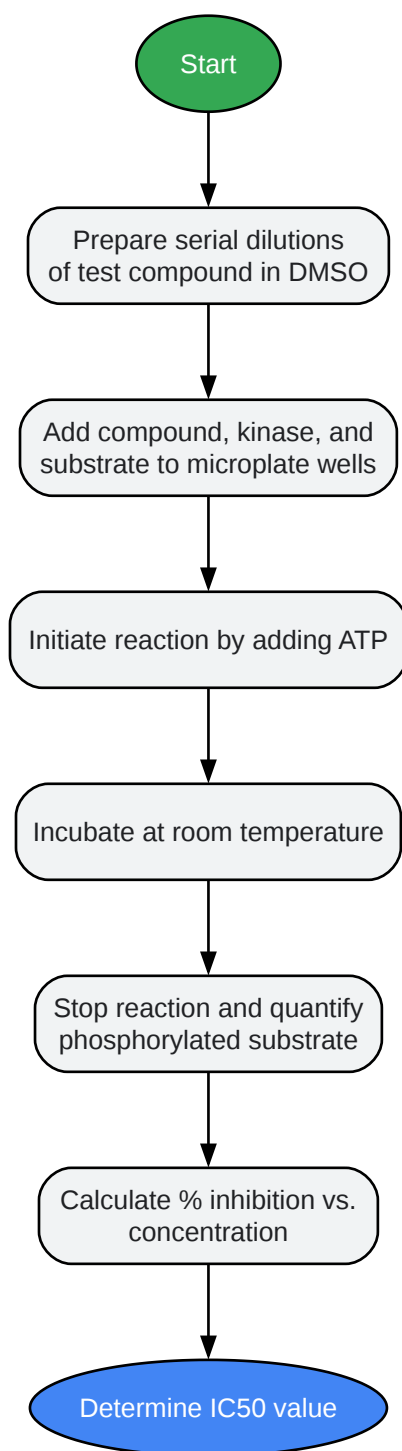 Start
Prepare serial dilutions
of test compound in DMSO
Add compound, kinase, and
substrate to microplate wells
Initiate reaction by adding ATP
Incubate at room temperature
Stop reaction and quantify
phosphorylated substrate
Calculate % inhibition vs.
concentration
Determine IC50 value